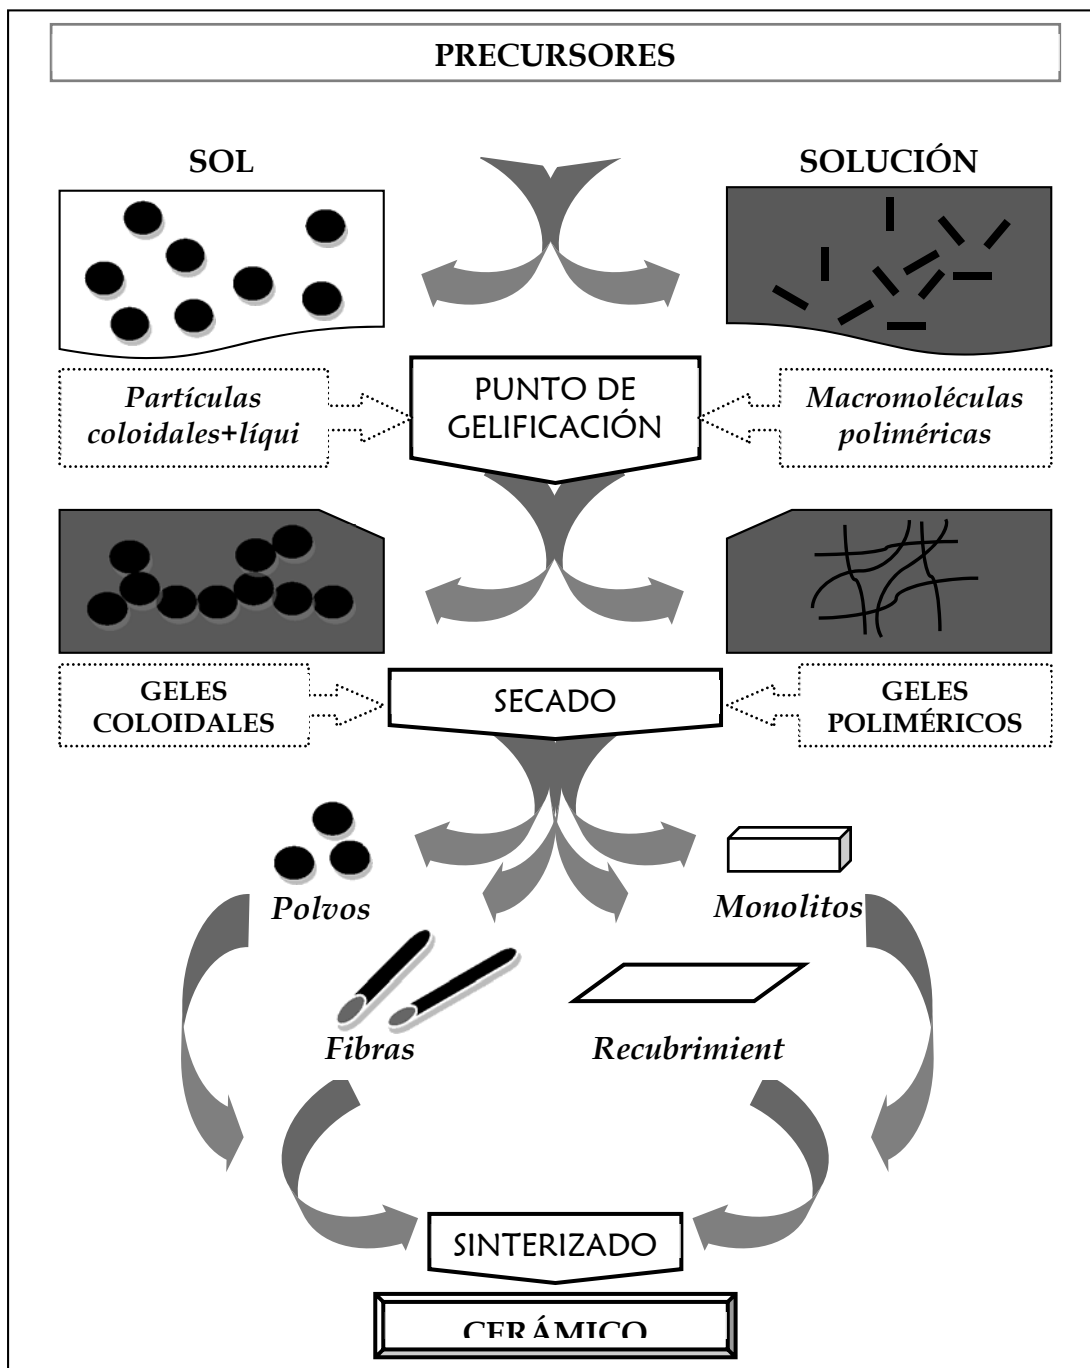 PRECURSORES
SOL
SOLUCIÓN
Partículas
coloidales+líqui
PUNTO DE
GELIFICACIÓN
Macromoléculas
poliméricas
GELES
COLOIDALES
SECADO
GELES
POLIMÉRICOS
Polvos
Monolitos
Fibras
Recubrimient
SINTERIZADO
CERÁMICO